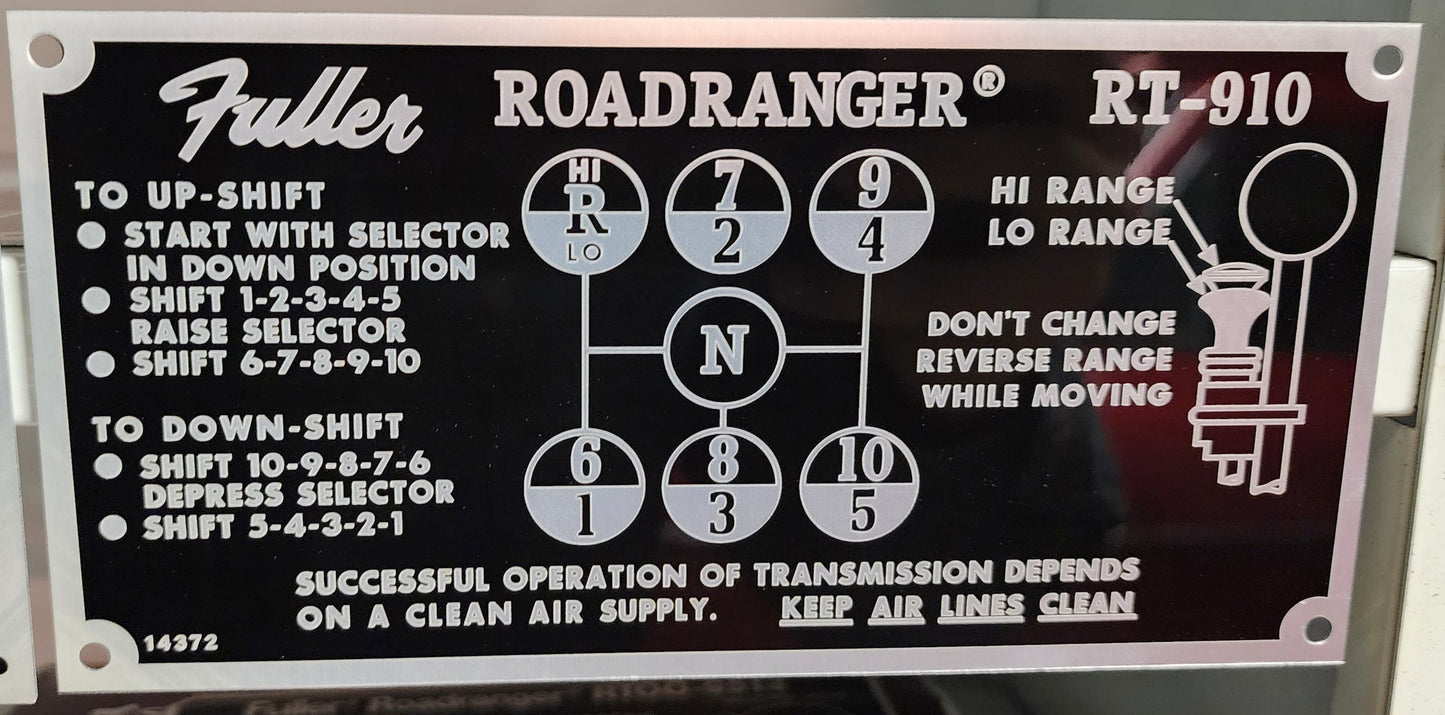 Fuller ROADRANGER® RT-910
TO UP-SHIFT
● START WITH SELECTOR
IN DOWN POSITION
● SHIFT 1-2-3-4-5
RAISE SELECTOR
● SHIFT 6-7-8-9-10
TO DOWN-SHIFT
● SHIFT 10-9-8-7-6
DEPRESS SELECTOR
● SHIFT 5-4-3-2-1
HI
R
LO
7
2
9
4
N
6
1
8
3
10
5
HI RANGE
LO RANGE
DON'T CHANGE
REVERSE RANGE
WHILE MOVING
SUCCESSFUL OPERATION OF TRANSMISSION DEPENDS
ON A CLEAN AIR SUPPLY. KEEP AIR LINES CLEAN
14372
Fuller Roadranger